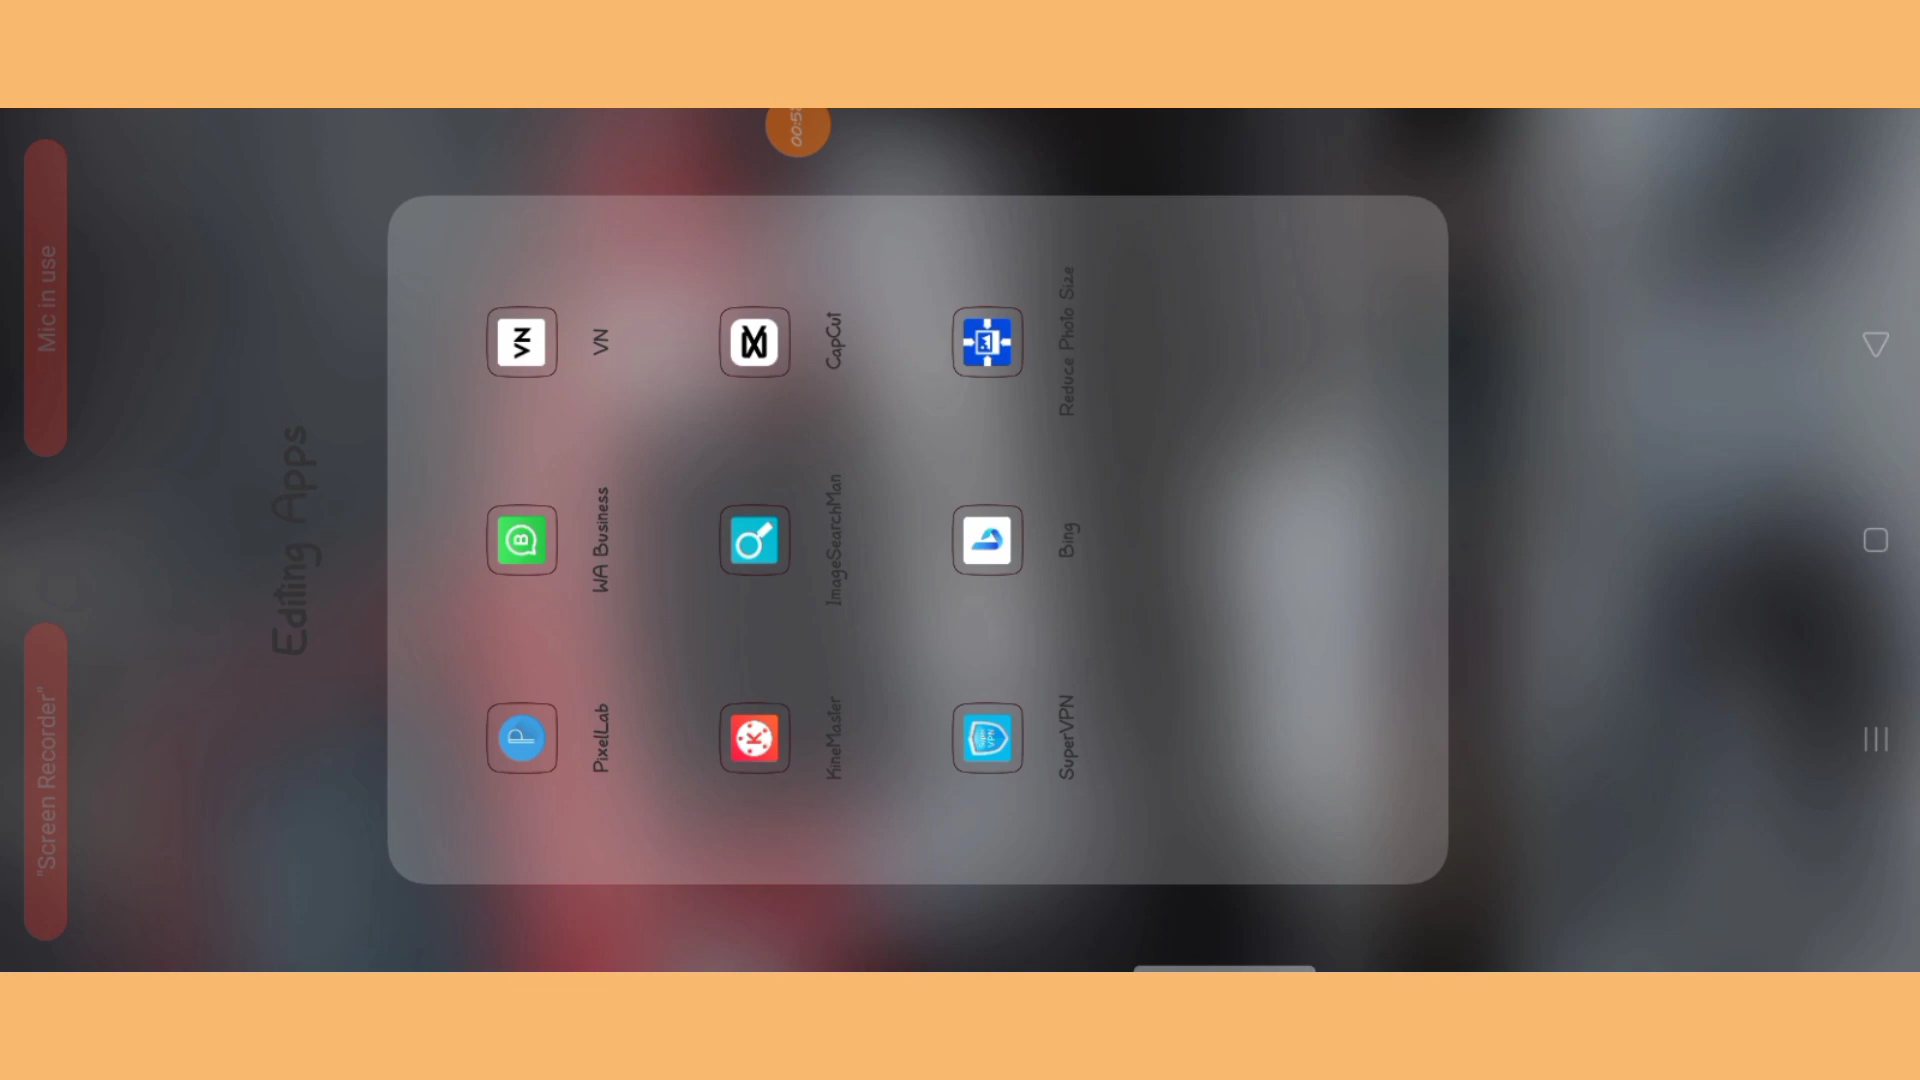 "Screen Recorder" Mic in use
Editing Apps
PixelLab
WA Business
VN
KineMaster
ImageSearchMan
CapCut
SuperVPN
Bing
Reduce Photo Size